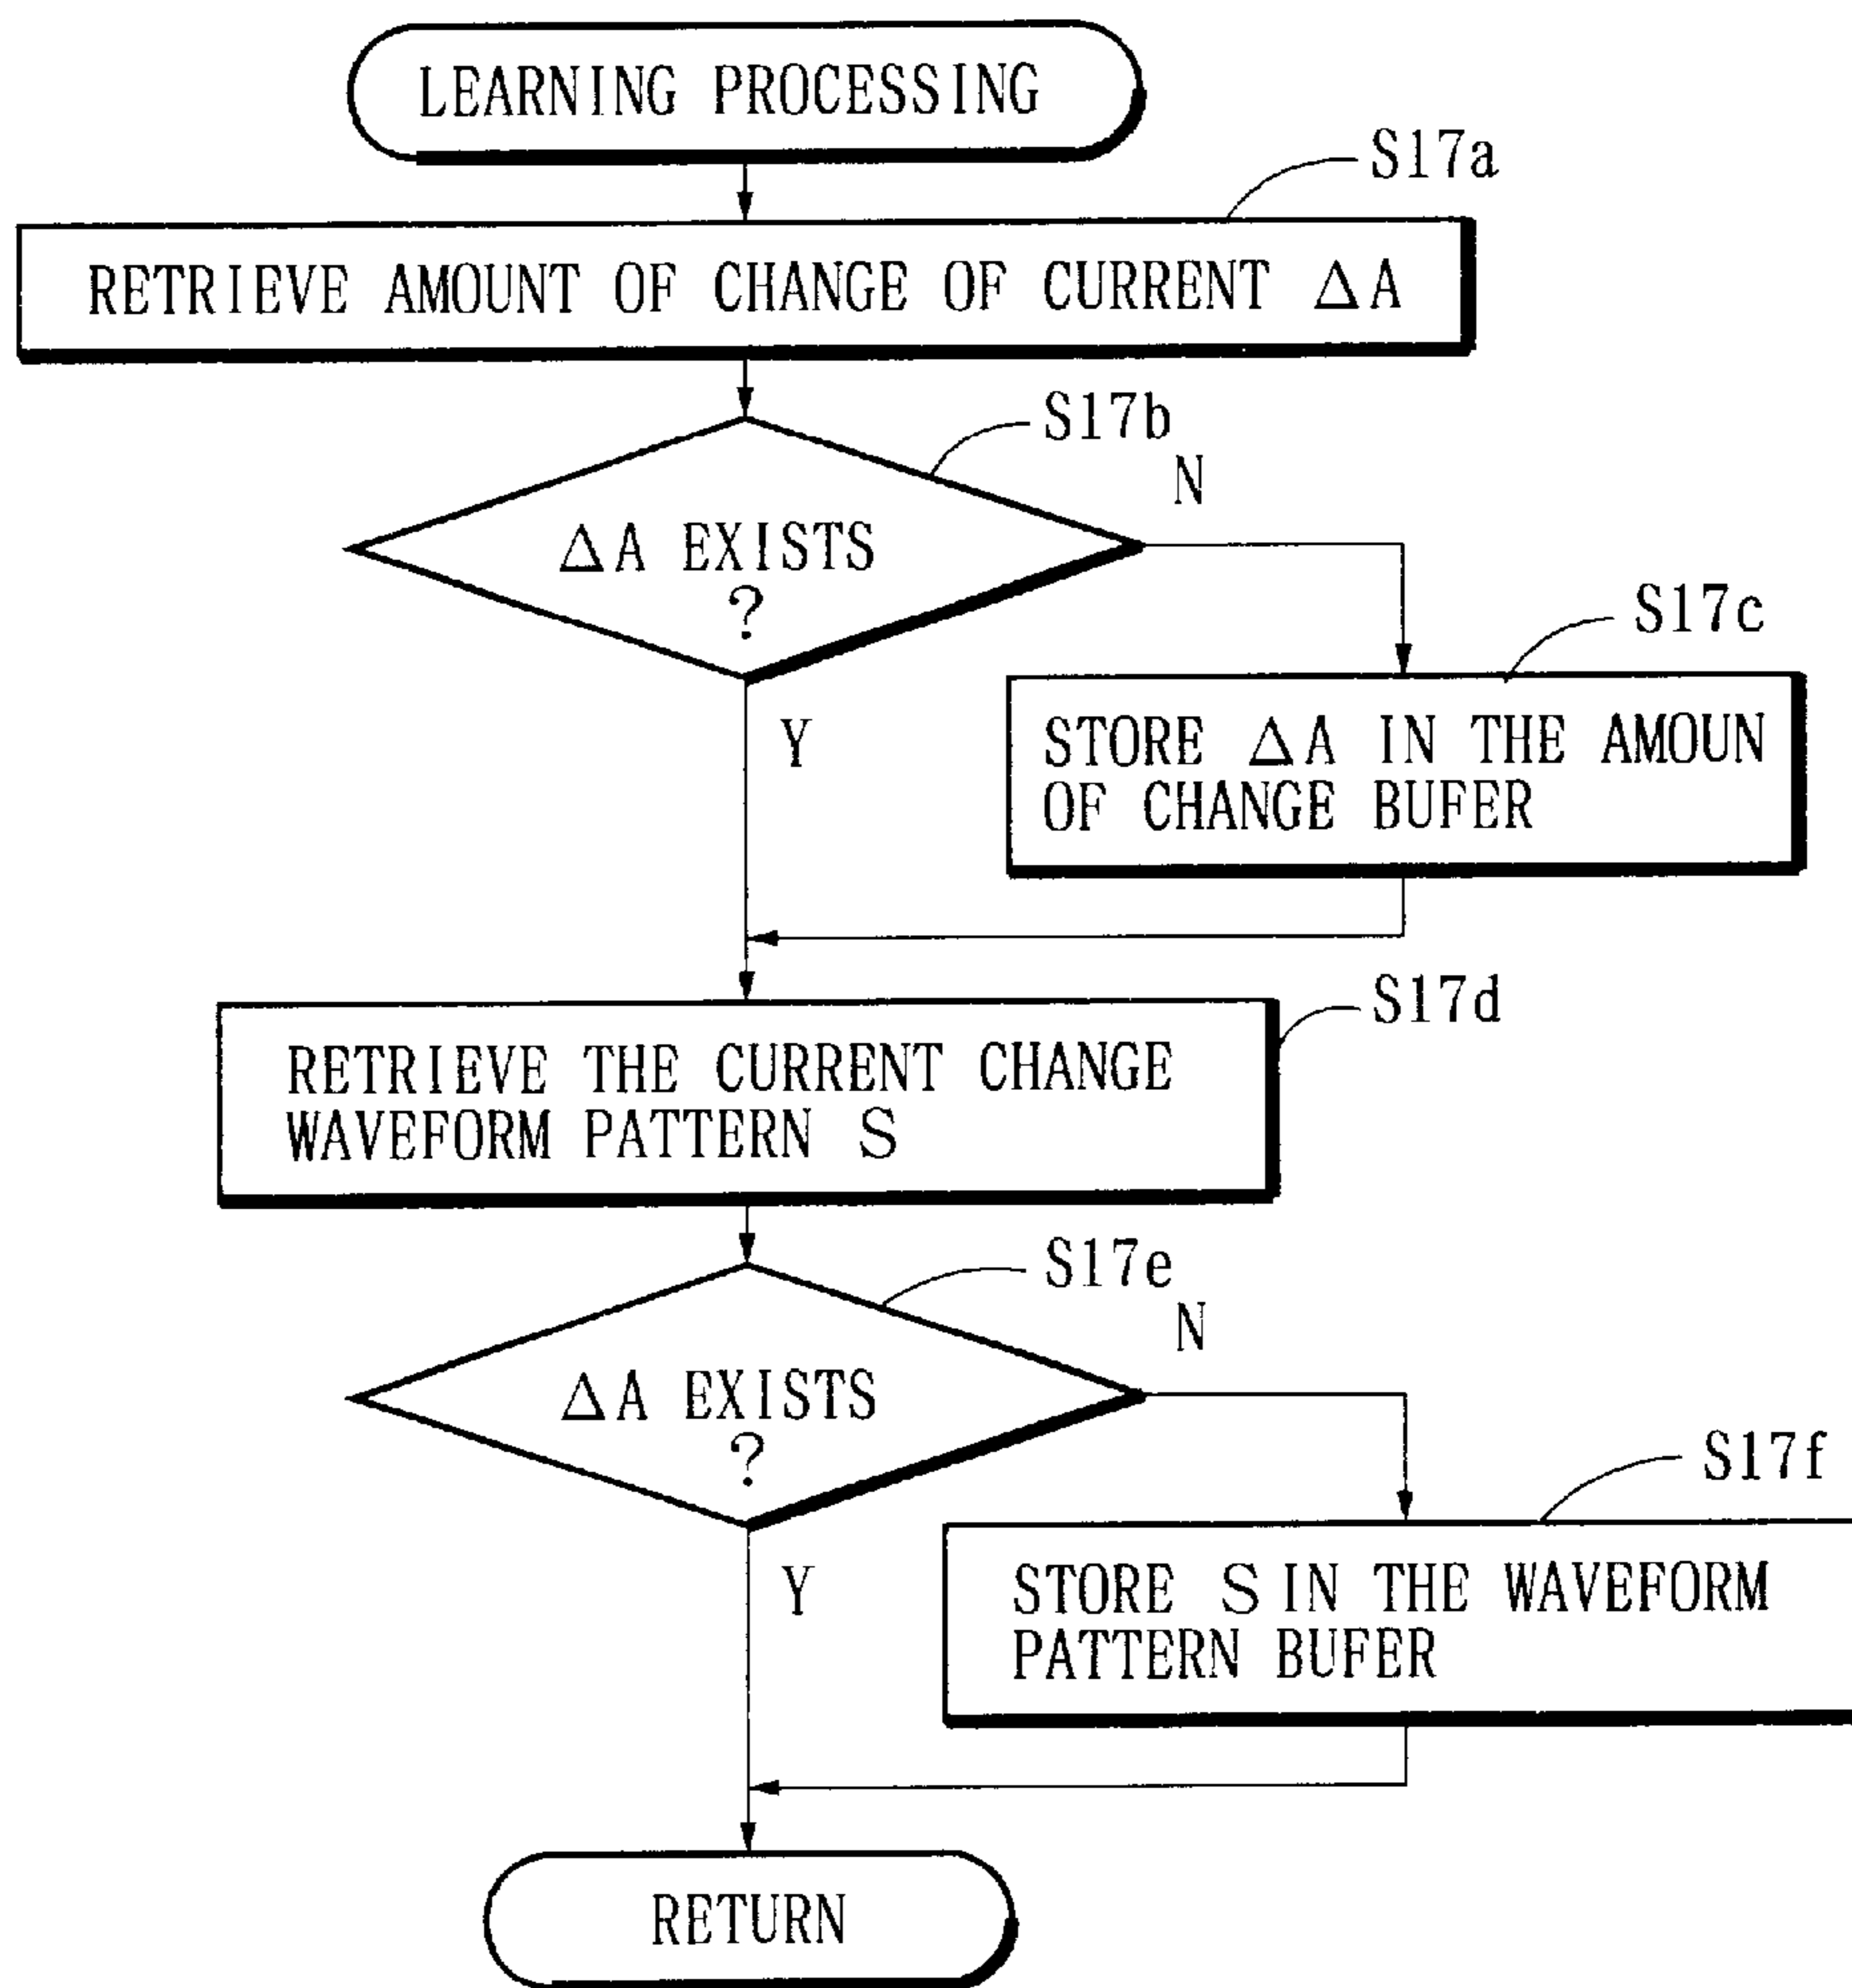 LEARNING PROCESSING
S17a
RETRIEVE AMOUNT OF CHANGE OF CURRENT ΔA
S17b
N
ΔA EXISTS
?
S17c
Y
STORE ΔA IN THE AMOUN
OF CHANGE BUFER
S17d
RETRIEVE THE CURRENT CHANGE
WAVEFORM PATTERN S
S17e
N
ΔA EXISTS
?
S17f
Y
STORE S IN THE WAVEFORM
PATTERN BUFER
RETURN